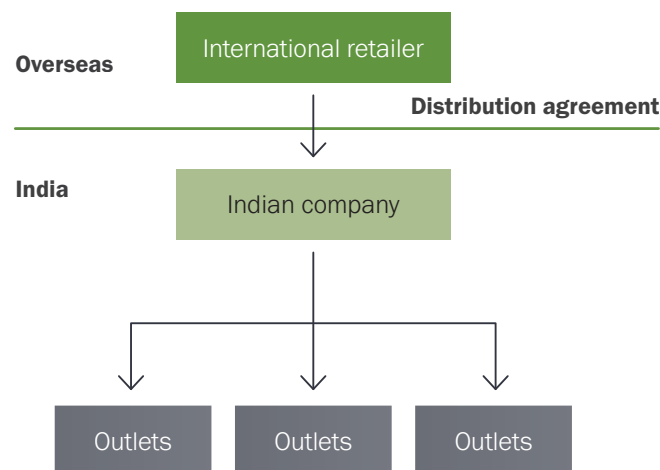 International retailer
Overseas
Distribution agreement
India
Indian company
Outlets
Outlets
Outlets